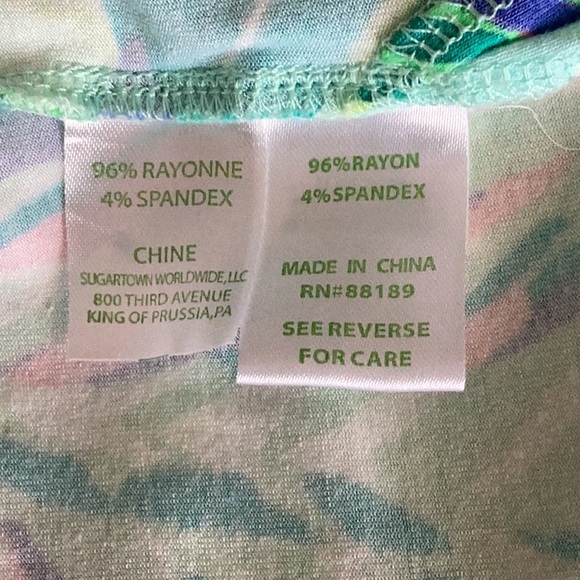 96% RAYONNE
4% SPANDEX
CHINE
SUGARTOWN WORLDWIDE, LLC
800 THIRD AVENUE
KING OF PRUSSIA, PA
96%RAYON
4%SPANDEX
MADE IN CHINA
RN#88189
SEE REVERSE
FOR CARE